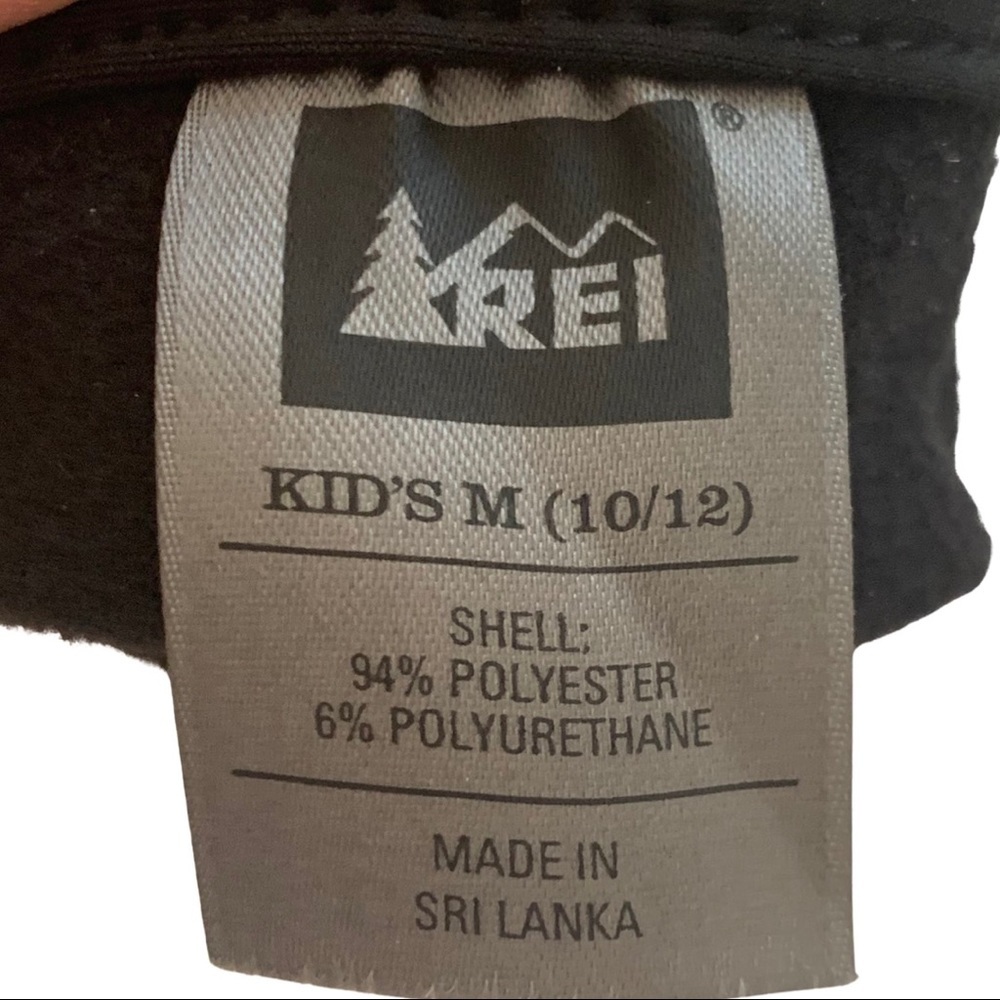 ®
REI
KID'S M (10/12)
SHELL:
94% POLYESTER
6% POLYURETHANE
MADE IN
SRI LANKA